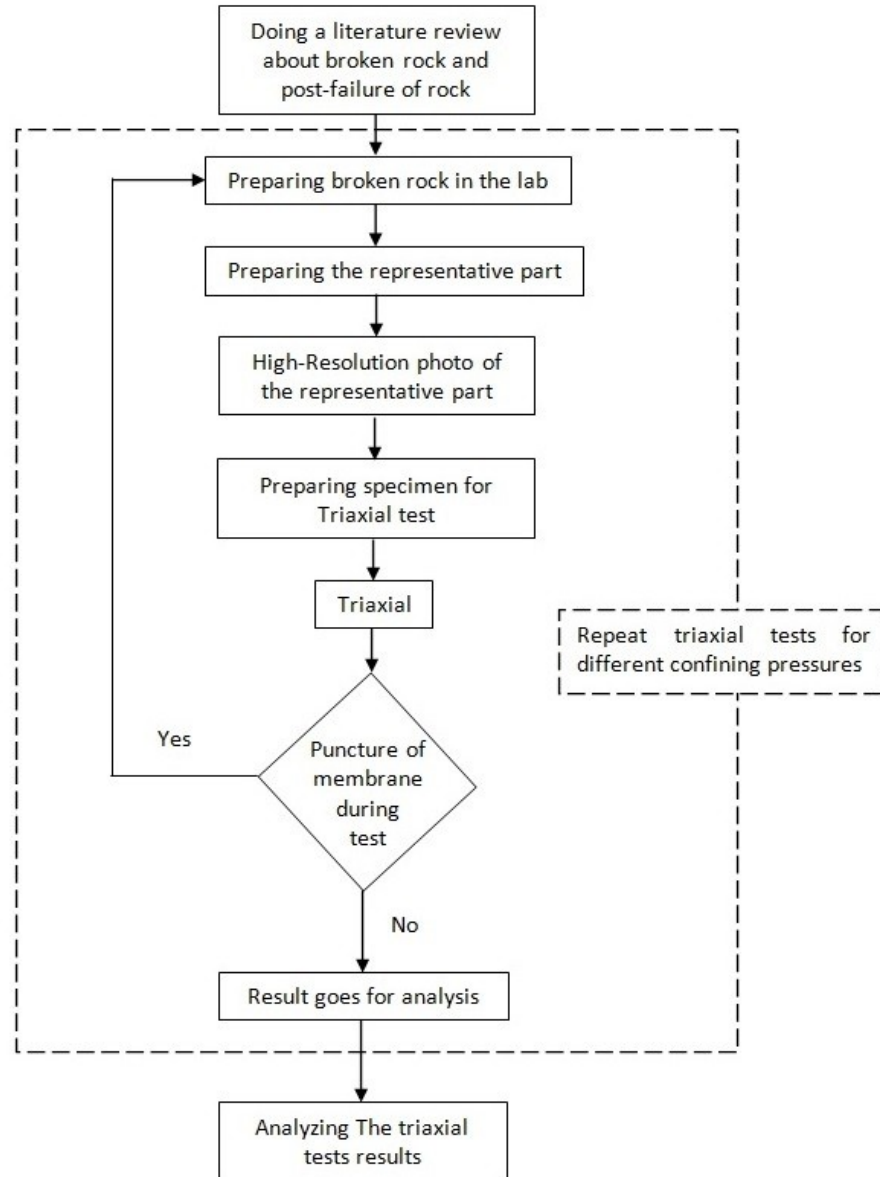 Doing a literature review
about broken rock and
post-failure of rock
Preparing broken rock in the lab
Preparing the representative part
High-Resolution photo of
the representative part
Preparing specimen for
Triaxial test
Triaxial
Repeat triaxial tests for
different confining pressures
Yes
Puncture of
membrane
during
test
No
Result goes for analysis
Analyzing The triaxial
tests results